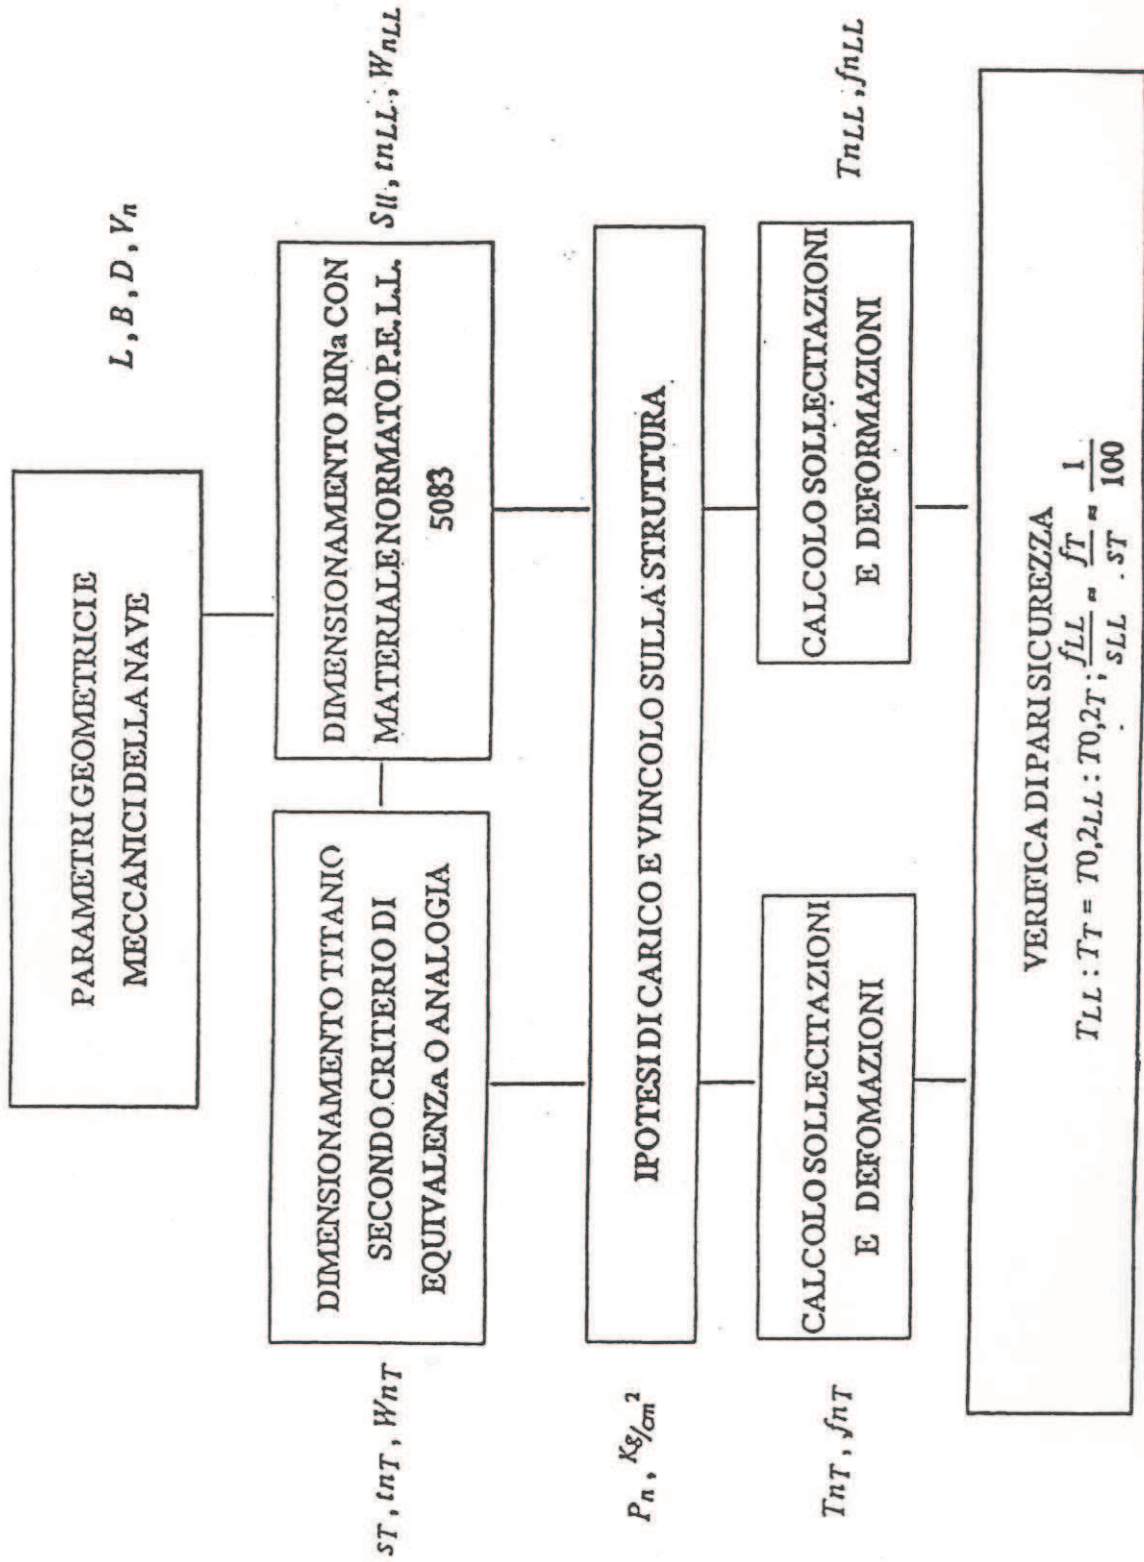 PARAMETRI GEOMETRICI E
MECCANICI DELLA NAVE
L, B, D, Vn
DIMENSIONAMENTO TITANIO
SECONDO CRITERIO DI
EQUIVALENZA O ANALOGIA
sT, tnT, WnT
DIMENSIONAMENTO RINa CON
MATERIALE NORMATO P.E.L.L.
5083
Sll, tnLL, WnLL
Pn, Kg/cm²
IPOTESI DI CARICO E VINCOLO SULLA STRUTTURA
TnT, fnT
CALCOLO SOLLECITAZIONI
E DEFOMAZIONI
CALCOLO SOLLECITAZIONI
E DEFORMAZIONI
TnLL, fnLL
VERIFICA DI PARI SICUREZZA
TLL : TT = T0,2LL : T0,2T ; fLL/sLL ≈ fT/sT ≈ 1/100